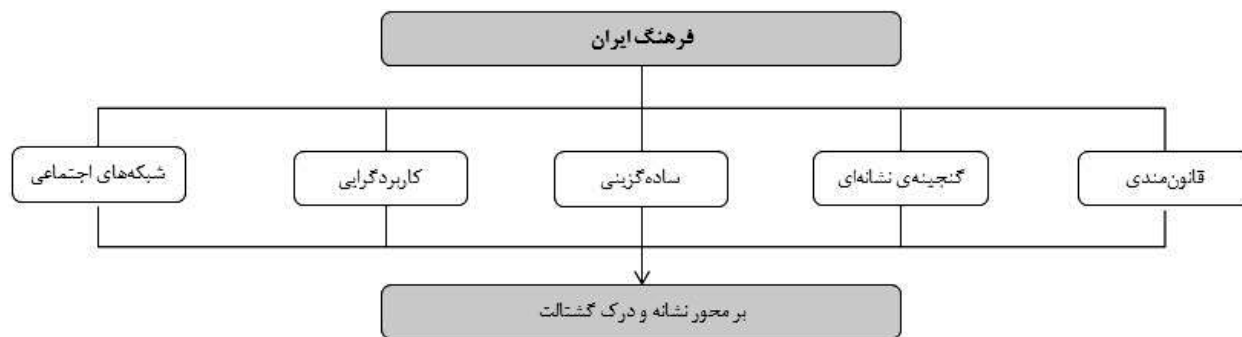 فرهنگ ایران
قانون‌مندی
گنجینه‌ی نشانه‌ای
ساده‌گزینی
کاربردگرایی
شبکه‌های اجتماعی
بر محور نشانه و درک گشتالت